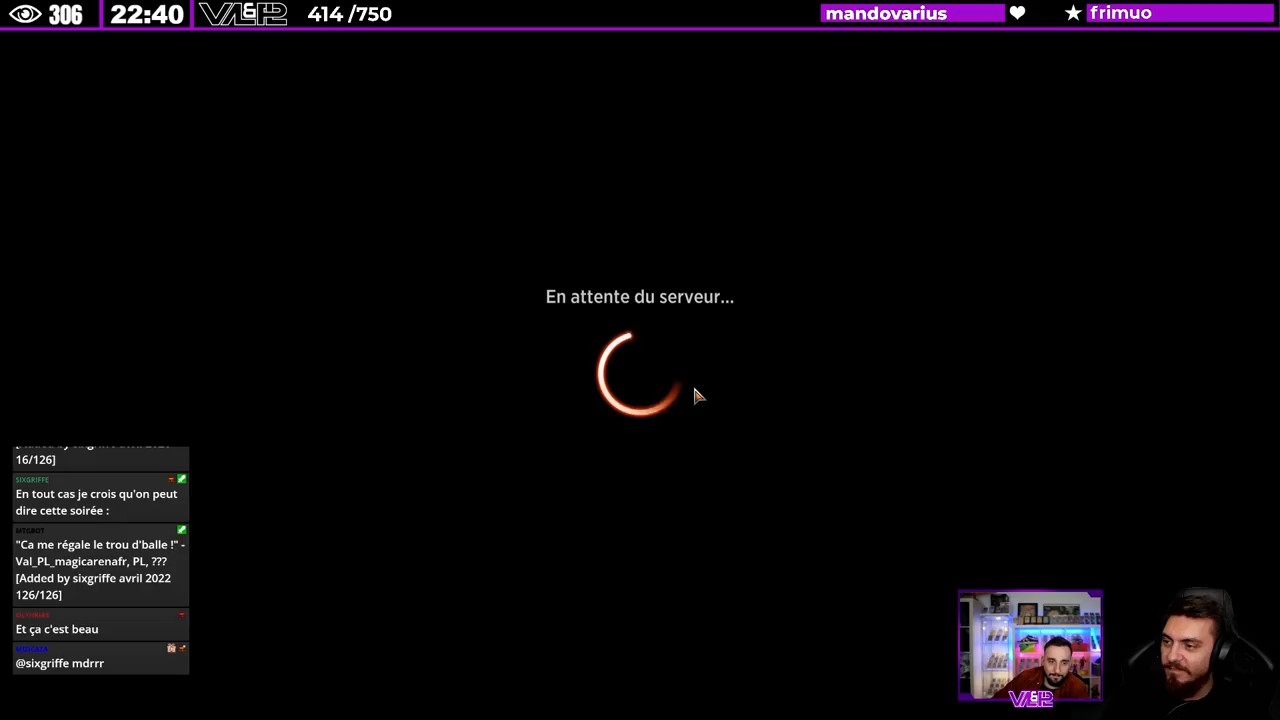 306
22:40
414 /750
mandovarius
frimuo
En attente du serveur...
16/126]
SIXGRIFFE
En tout cas je crois qu'on peut
dire cette soirée :
MTGBOT
"Ca me régale le trou d'balle !" -
Val_PL_magicarenafr, PL, ???
[Added by sixgriffe avril 2022
126/126]
Et ça c'est beau
@sixgriffe mdrrr